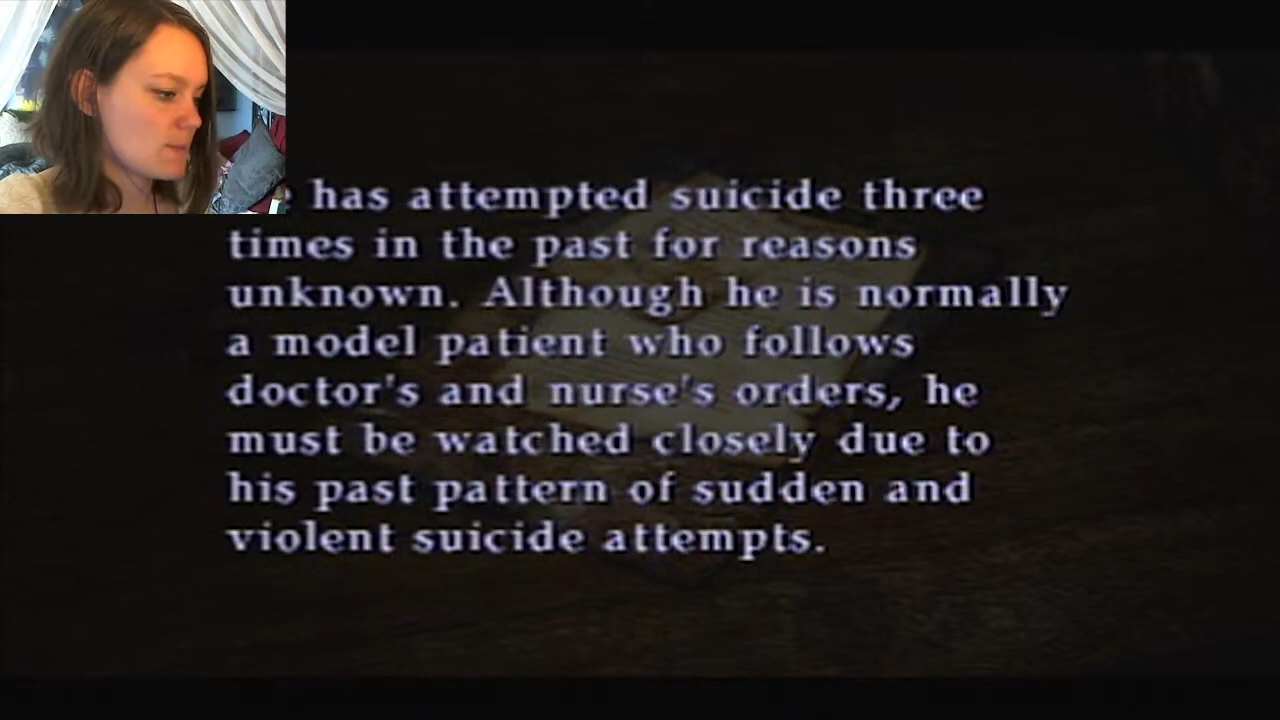 has attempted suicide three
times in the past for reasons
unknown. Although he is normally
a model patient who follows
doctor's and nurse's orders, he
must be watched closely due to
his past pattern of sudden and
violent suicide attempts.